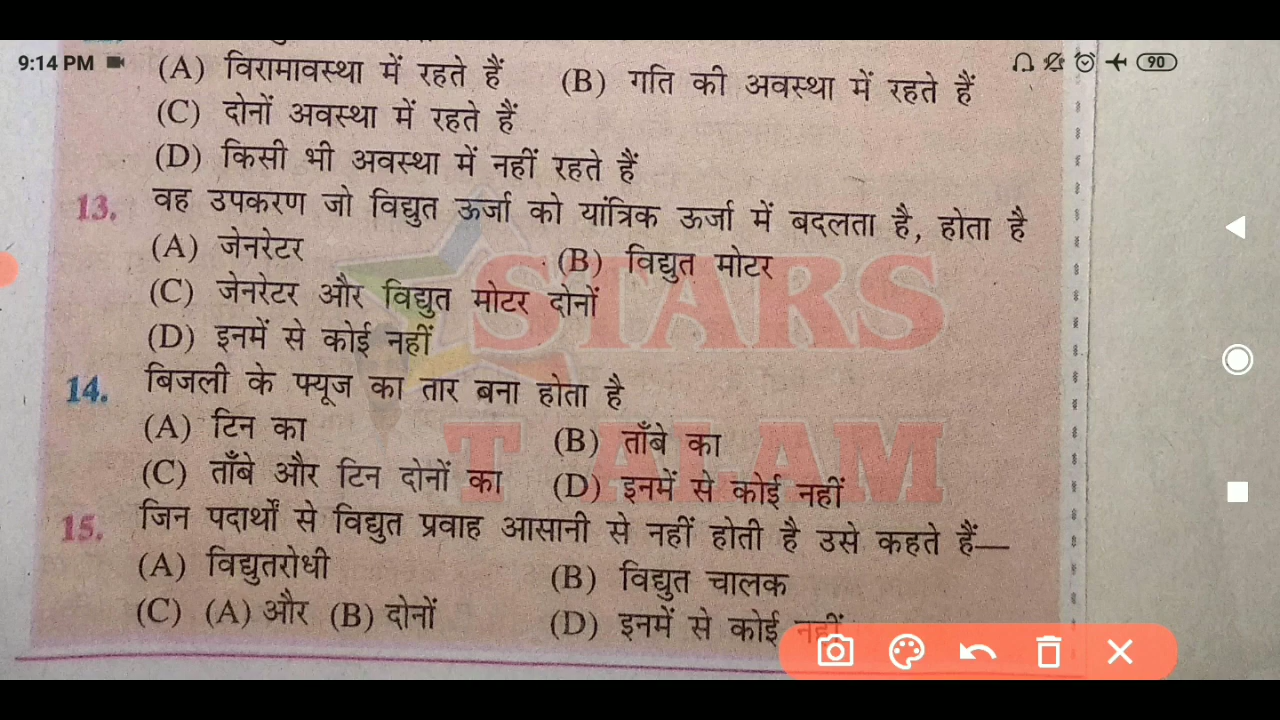 9:14 PM
90
(A) विरामावस्था में रहते हैं (B) गति की अवस्था में रहते हैं
(C) दोनों अवस्था में रहते हैं
(D) किसी भी अवस्था में नहीं रहते हैं
13. वह उपकरण जो विद्युत ऊर्जा को यांत्रिक ऊर्जा में बदलता है, होता है
(A) जेनरेटर (B) विद्युत मोटर
(C) जेनरेटर और विद्युत मोटर दोनों
(D) इनमें से कोई नहीं
STARS
14. बिजली के फ्यूज का तार बना होता है
(A) टिन का (B) ताँबे का
(C) ताँबे और टिन दोनों का (D) इनमें से कोई नहीं
T ALAM
15. जिन पदार्थों से विद्युत प्रवाह आसानी से नहीं होती है उसे कहते हैं—
(A) विद्युतरोधी (B) विद्युत चालक
(C) (A) और (B) दोनों (D) इनमें से कोई नहीं